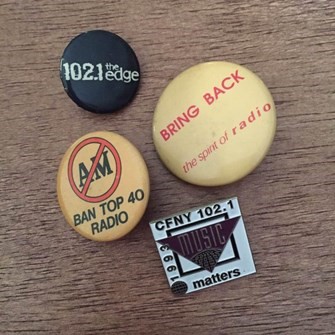 102.1 the edge
BRING BACK
the spirit of radio
AM
BAN TOP 40
RADIO
CFNY 102.1
1993
MUSIC
matters